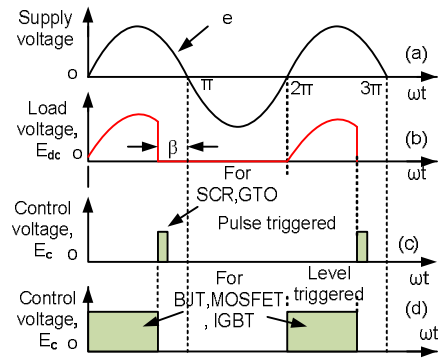 Supply
voltage
e
o
π
2π
3π
(a)
ωt
Load
voltage,
Edc o
β
(b)
ωt
For
SCR,GTO
Pulse triggered
Control
voltage,
Ec o
(c)
ωt
For
BJT,MOSFET
, IGBT
Level
triggered
Control
voltage,
Ec o
(d)
ωt